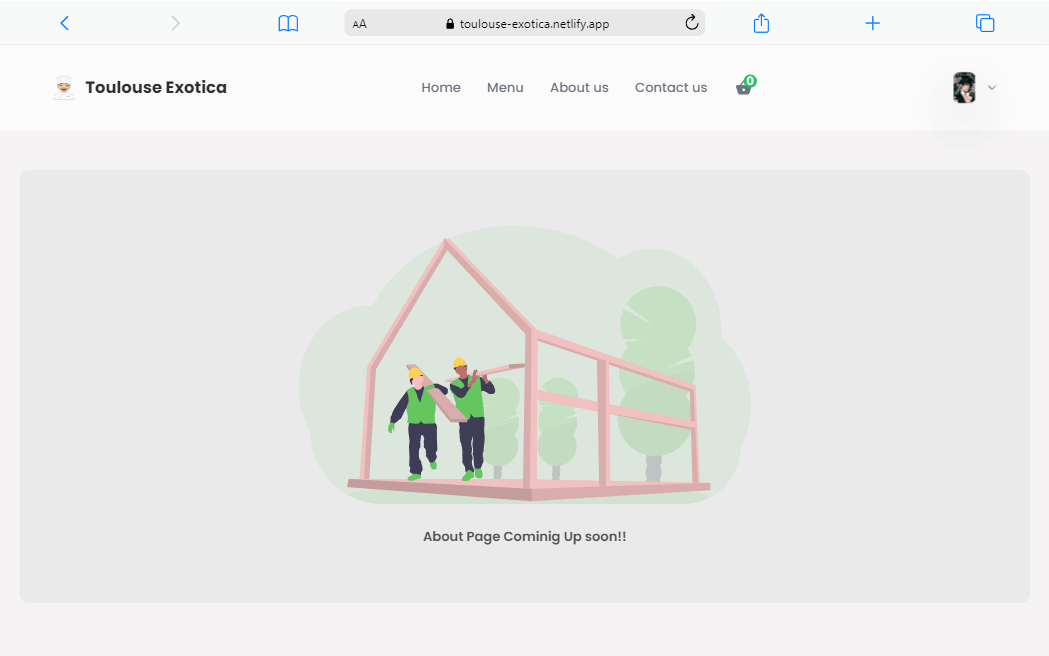 AA toulouse-exotica.netlify.app
Toulouse Exotica Home Menu About us Contact us 0
About Page Cominig Up soon!!